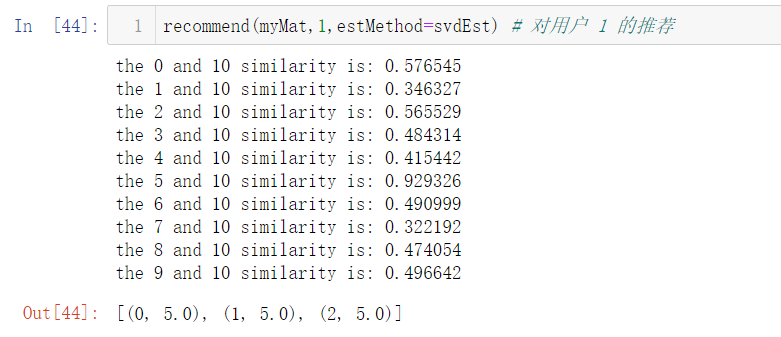 In [44]: 1 recommend(myMat,1,estMethod=svdEst) # 对用户 1 的推荐
the 0 and 10 similarity is: 0.576545
the 1 and 10 similarity is: 0.346327
the 2 and 10 similarity is: 0.565529
the 3 and 10 similarity is: 0.484314
the 4 and 10 similarity is: 0.415442
the 5 and 10 similarity is: 0.929326
the 6 and 10 similarity is: 0.490999
the 7 and 10 similarity is: 0.322192
the 8 and 10 similarity is: 0.474054
the 9 and 10 similarity is: 0.496642
Out[44]: [(0, 5.0), (1, 5.0), (2, 5.0)]